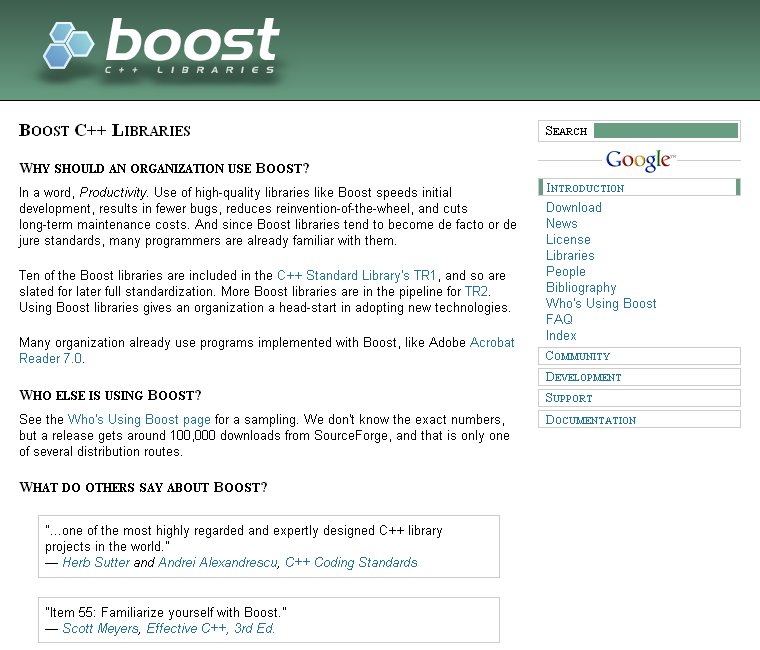 boost
C++ LIBRARIES
Boost C++ Libraries
Why should an organization use Boost?
In a word, Productivity. Use of high-quality libraries like Boost speeds initial
development, results in fewer bugs, reduces reinvention-of-the-wheel, and cuts
long-term maintenance costs. And since Boost libraries tend to become de facto or de
jure standards, many programmers are already familiar with them.
Ten of the Boost libraries are included in the C++ Standard Library's TR1, and so are
slated for later full standardization. More Boost libraries are in the pipeline for TR2.
Using Boost libraries gives an organization a head-start in adopting new technologies.
Many organization already use programs implemented with Boost, like Adobe Acrobat
Reader 7.0.
Who else is using Boost?
See the Who's Using Boost page for a sampling. We don't know the exact numbers,
but a release gets around 100,000 downloads from SourceForge, and that is only one
of several distribution routes.
What do others say about Boost?
"...one of the most highly regarded and expertly designed C++ library
projects in the world."
— Herb Sutter and Andrei Alexandrescu, C++ Coding Standards
"Item 55: Familiarize yourself with Boost."
— Scott Meyers, Effective C++, 3rd Ed.
Search
Google™
Introduction
Download
News
License
Libraries
People
Bibliography
Who's Using Boost
FAQ
Index
Community
Development
Support
Documentation